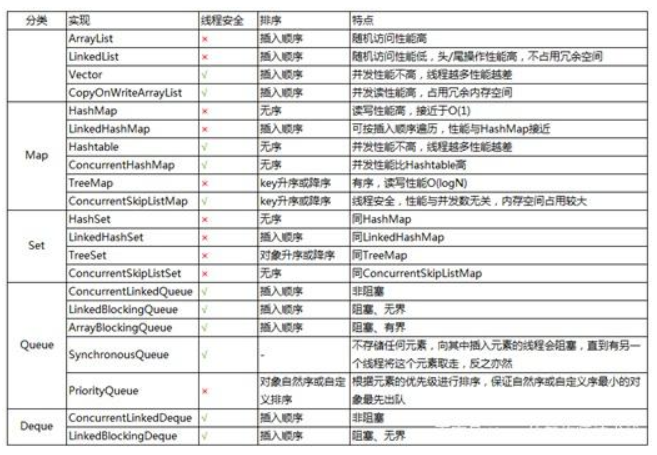 分类 实现 线程安全 排序 特点
ArrayList × 插入顺序 随机访问性能高
LinkedList × 插入顺序 随机访问性能低，头/尾操作性能高，不占用冗余空间
Vector √ 插入顺序 并发性能不高，线程越多性能越差
CopyOnWriteArrayList √ 插入顺序 并发读性能高，占用冗余内存空间
Map
HashMap × 无序 读写性能高，接近于O(1)
LinkedHashMap × 插入顺序 可按插入顺序遍历，性能与HashMap接近
Hashtable √ 无序 并发性能不高，线程越多性能越差
ConcurrentHashMap √ 无序 并发性能比Hashtable高
TreeMap × key升序或降序 有序，读写性能O(logN)
ConcurrentSkipListMap √ key升序或降序 线程安全，性能与并发数无关，内存空间占用较大
Set
HashSet × 无序 同HashMap
LinkedHashSet × 插入顺序 同LinkedHashMap
TreeSet × 对象升序或降序 同TreeMap
ConcurrentSkipListSet × 无序 同ConcurrentSkipListMap
Queue
ConcurrentLinkedQueue √ 插入顺序 非阻塞
LinkedBlockingQueue √ 插入顺序 阻塞、无界
ArrayBlockingQueue √ 插入顺序 阻塞、有界
SynchronousQueue √ - 不存储任何元素，向其中插入元素的线程会阻塞，直到有另一
个线程将这个元素取走，反之亦然
PriorityQueue × 对象自然序或自定
义排序
根据元素的优先级进行排序，保证自然序或自定义序最小的对
象最先出队
Deque
ConcurrentLinkedDeque √ 插入顺序 非阻塞
LinkedBlockingDeque √ 插入顺序 阻塞、无界